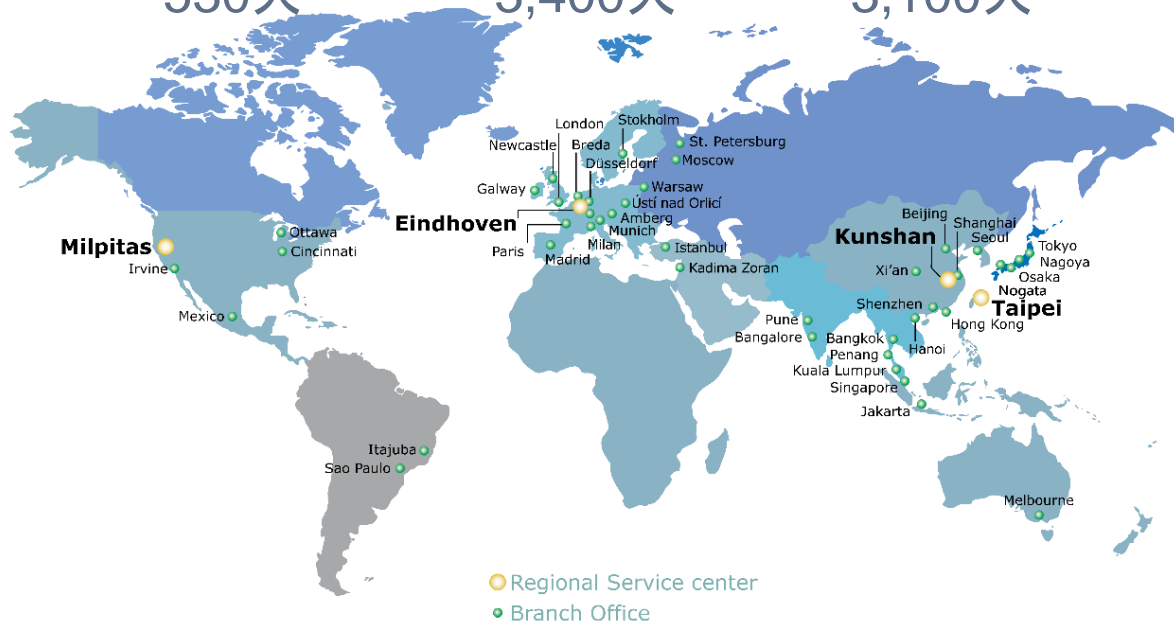 London
Stokholm
Newcastle
Breda
St. Petersburg
Düsseldorf
Moscow
Galway
Warsaw
Ústí nad Orlicí
Eindhoven
Amberg
Munich
Paris
Milan
Madrid
Istanbul
Kadima Zoran
Ottawa
Milpitas
Cincinnati
Irvine
Mexico
Beijing
Shanghai
Kunshan
Seoul
Tokyo
Nagoya
Xi'an
Osaka
Nogata
Shenzhen
Taipei
Pune
Hong Kong
Bangalore
Bangkok
Hanoi
Penang
Kuala Lumpur
Singapore
Jakarta
Itajuba
Sao Paulo
Melbourne
Regional Service center
Branch Office